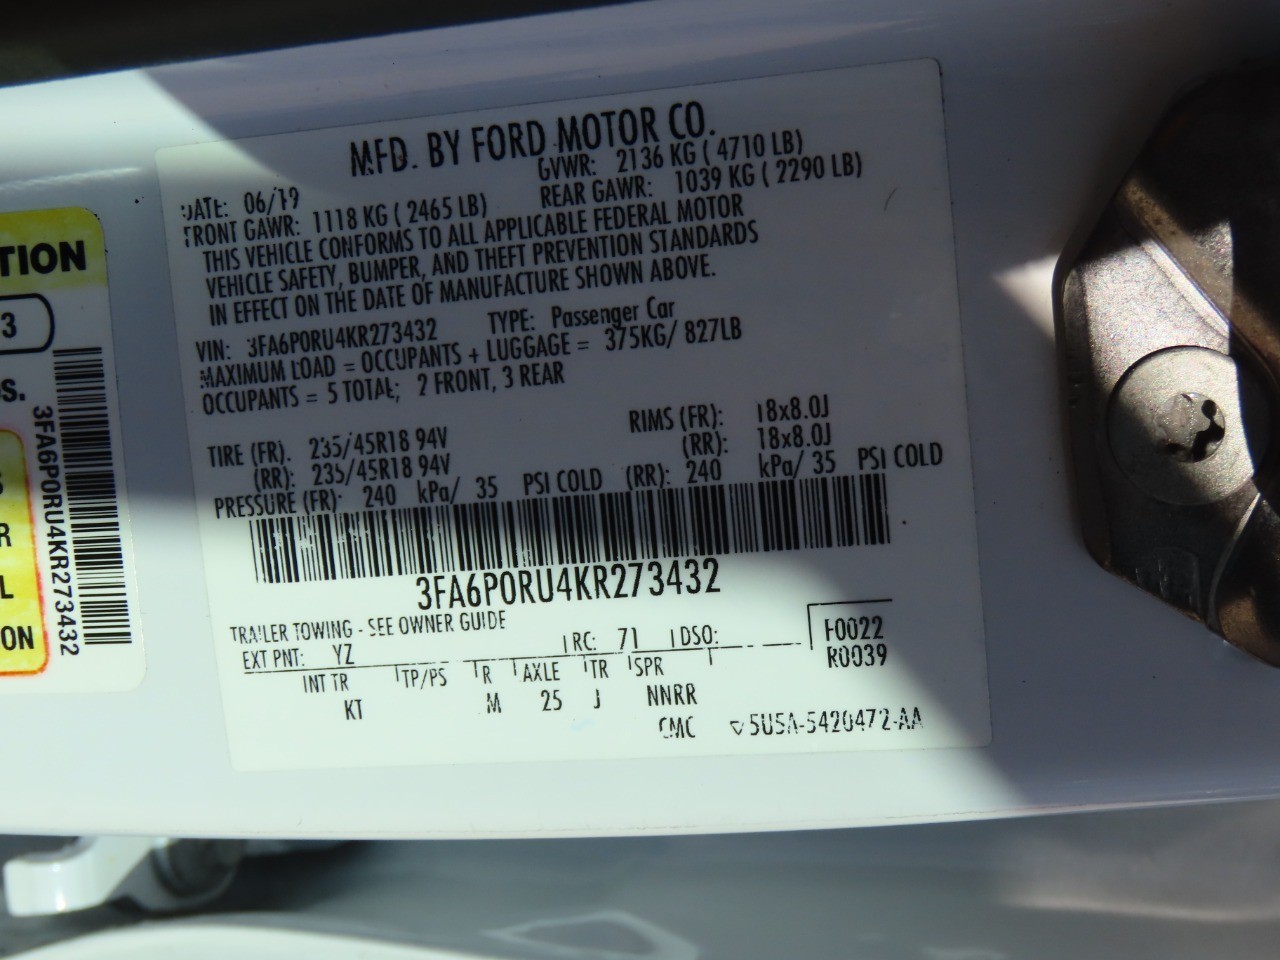 MFD. BY FORD MOTOR CO.
DATE: 06/19 GVWR: 2136 KG ( 4710 LB)
FRONT GAWR: 1118 KG ( 2465 LB) REAR GAWR: 1039 KG ( 2290 LB)
THIS VEHICLE CONFORMS TO ALL APPLICABLE FEDERAL MOTOR
VEHICLE SAFETY, BUMPER, AND THEFT PREVENTION STANDARDS
IN EFFECT ON THE DATE OF MANUFACTURE SHOWN ABOVE.
VIN: 3FA6P0RU4KR273432 TYPE: Passenger Car
MAXIMUM LOAD = OCCUPANTS + LUGGAGE = 375KG/ 827LB
OCCUPANTS = 5 TOTAL; 2 FRONT, 3 REAR
TIRE (FR). 235/45R18 94V RIMS (FR): 18x8.0J
(RR): 235/45R18 94V (RR): 18x8.0J
PRESSURE (FR): 240 kPa/ 35 PSI COLD (RR): 240 kPa/ 35 PSI COLD
3FA6P0RU4KR273432
TRAILER TOWING - SEE OWNER GUIDE
EXT PNT: YZ RC: 71 DSO: F0022
R0039
INT TR TP/PS R AXLE TR SPR
KT M 25 J NNRR
CMC ▽5U5A-5420472-AA
TION
3
3FA6P0RU4KR273432
S
R
L
ON